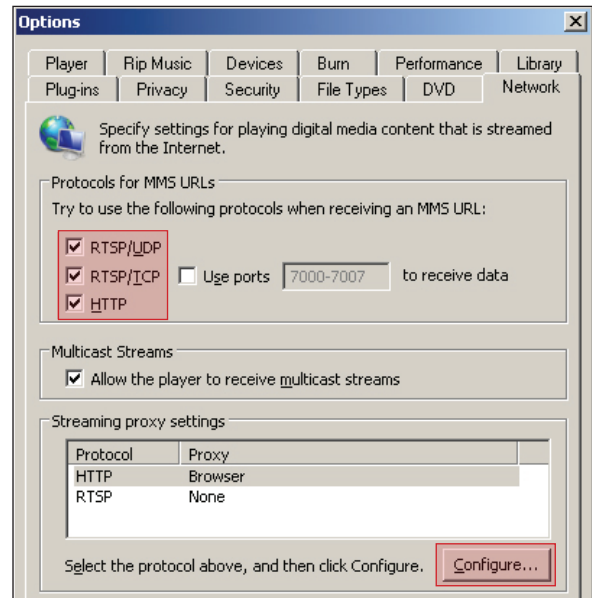 Options
Player Rip Music Devices Burn Performance Library
Plug-ins Privacy Security File Types DVD Network
Specify settings for playing digital media content that is streamed
from the Internet.
Protocols for MMS URLs
Try to use the following protocols when receiving an MMS URL:
RTSP/UDP
RTSP/TCP Use ports 7000-7007 to receive data
HTTP
Multicast Streams
Allow the player to receive multicast streams
Streaming proxy settings
Protocol Proxy
HTTP Browser
RTSP None
Select the protocol above, and then click Configure. Configure...